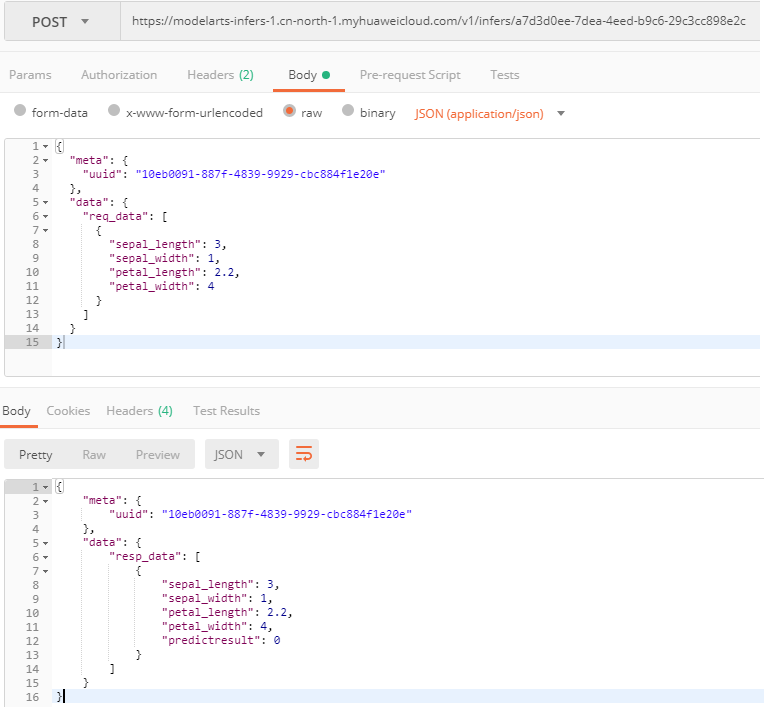 POST https://modelarts-infers-1.cn-north-1.myhuaweicloud.com/v1/infers/a7d3d0ee-7dea-4eed-b9c6-29c3cc898e2c
Params Authorization Headers (2) Body Pre-request Script Tests
form-data x-www-form-urlencoded raw binary JSON (application/json)
1 {
2 "meta": {
3 "uuid": "10eb0091-887f-4839-9929-cbc884f1e20e"
4 },
5 "data": {
6 "req_data": [
7 {
8 "sepal_length": 3,
9 "sepal_width": 1,
10 "petal_length": 2.2,
11 "petal_width": 4
12 }
13 ]
14 }
15 }
Body Cookies Headers (4) Test Results
Pretty Raw Preview JSON
1 {
2 "meta": {
3 "uuid": "10eb0091-887f-4839-9929-cbc884f1e20e"
4 },
5 "data": {
6 "resp_data": [
7 {
8 "sepal_length": 3,
9 "sepal_width": 1,
10 "petal_length": 2.2,
11 "petal_width": 4,
12 "predictresult": 0
13 }
14 ]
15 }
16 }